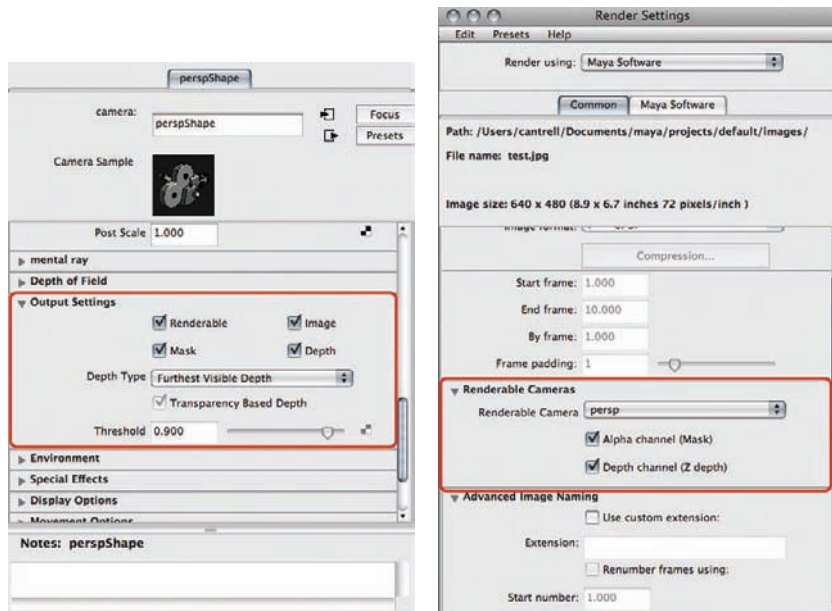 perspShape
camera:
perspShape
Focus
Presets
Camera Sample
Post Scale 1.000
mental ray
Depth of Field
Output Settings
Renderable Image
Mask Depth
Depth Type Furthest Visible Depth
Transparency Based Depth
Threshold 0.900
Environment
Special Effects
Display Options
Movement Options
Notes: perspShape
Render Settings
Edit Presets Help
Render using: Maya Software
Common Maya Software
Path: /Users/cantrell/Documents/maya/projects/default/images/
File name: test.jpg
Image size: 640 x 480 (8.9 x 6.7 inches 72 pixels/inch )
Image format:
Compression...
Start frame: 1.000
End frame: 10.000
By frame: 1.000
Frame padding: 1
Renderable Cameras
Renderable Camera persp
Alpha channel (Mask)
Depth channel (Z depth)
Advanced Image Naming
Use custom extension:
Extension:
Renumber frames using:
Start number: 1.000